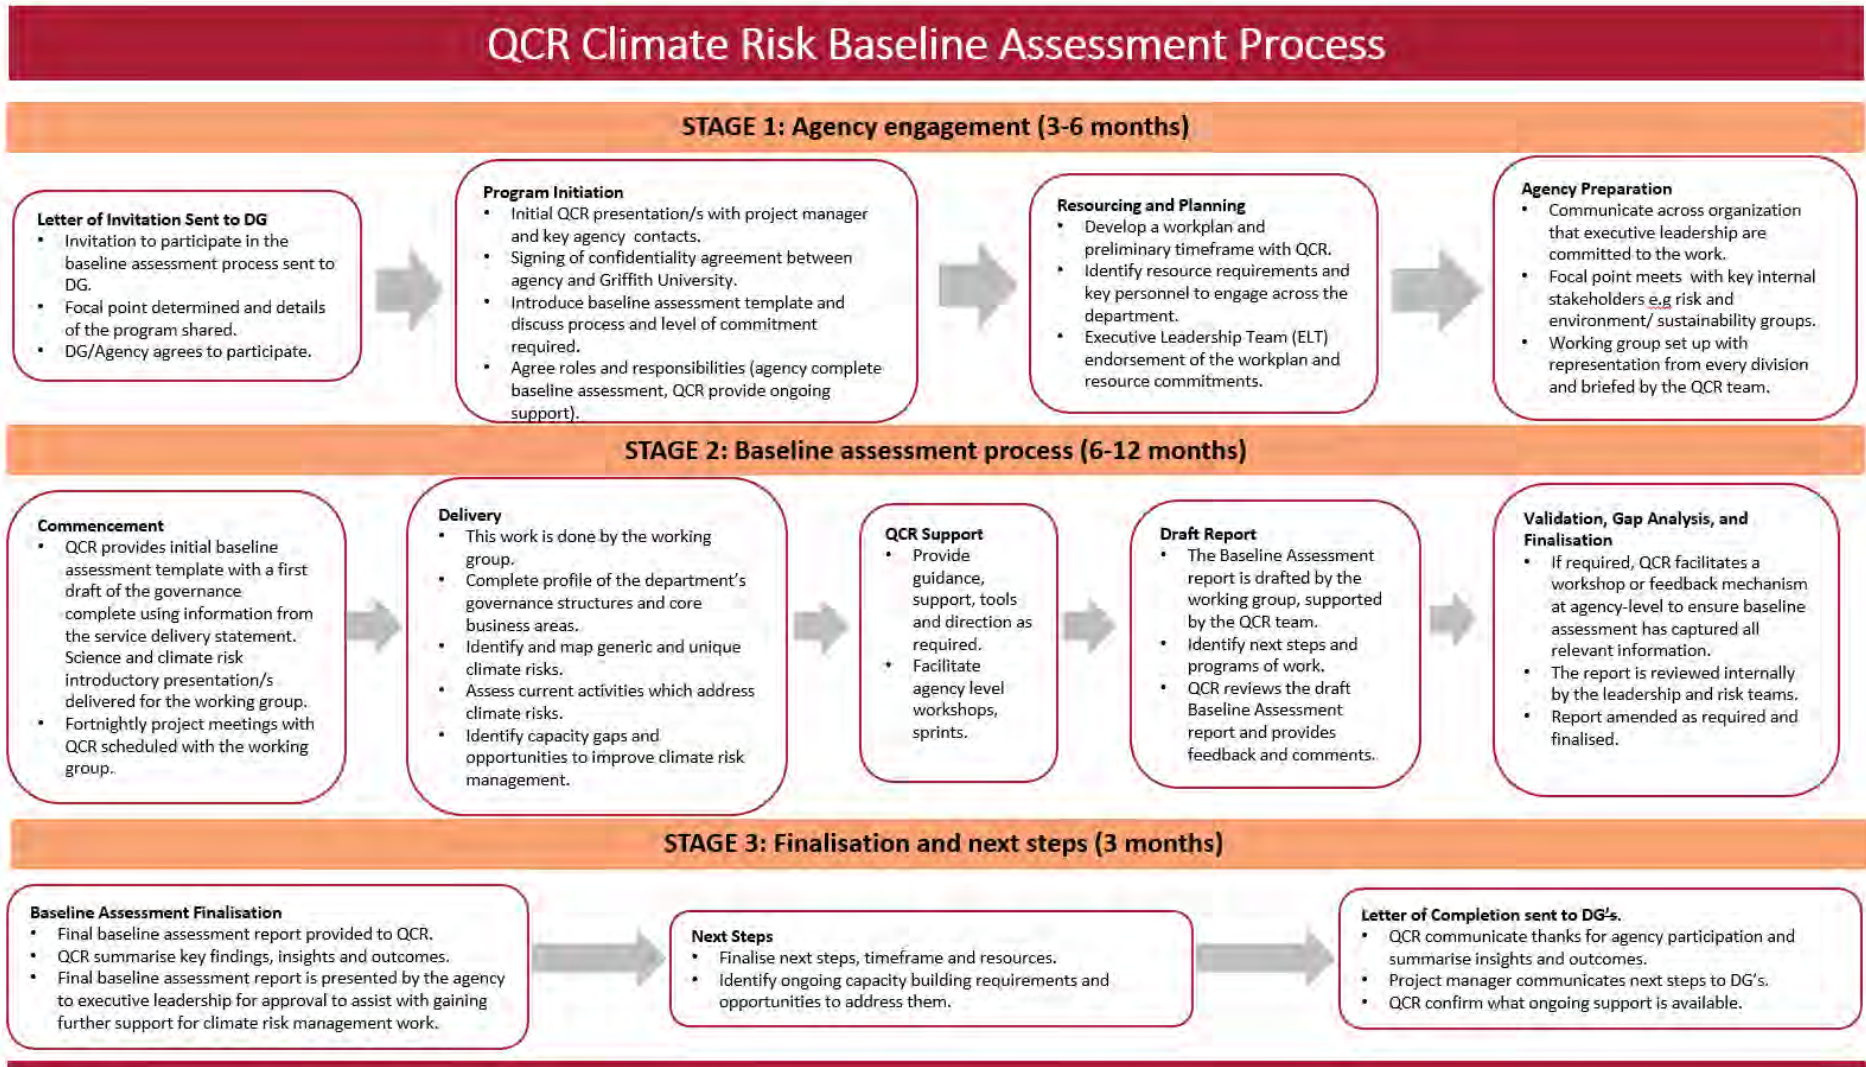 QCR Climate Risk Baseline Assessment Process
STAGE 1: Agency engagement (3-6 months)
Letter of Invitation Sent to DG
• Invitation to participate in the
baseline assessment process sent to
DG.
• Focal point determined and details
of the program shared.
• DG/Agency agrees to participate.
Program Initiation
• Initial QCR presentation/s with project manager
and key agency contacts.
• Signing of confidentiality agreement between
agency and Griffith University.
• Introduce baseline assessment template and
discuss process and level of commitment
required.
• Agree roles and responsibilities (agency complete
baseline assessment, QCR provide ongoing
support).
Resourcing and Planning
• Develop a workplan and
preliminary timeframe with QCR.
• Identify resource requirements and
key personnel to engage across the
department.
• Executive Leadership Team (ELT)
endorsement of the workplan and
resource commitments.
Agency Preparation
• Communicate across organization
that executive leadership are
committed to the work.
• Focal point meets with key internal
stakeholders e.g risk and
environment/ sustainability groups.
• Working group set up with
representation from every division
and briefed by the QCR team.
STAGE 2: Baseline assessment process (6-12 months)
Commencement
• QCR provides initial baseline
assessment template with a first
draft of the governance
complete using information from
the service delivery statement.
Science and climate risk
introductory presentation/s
delivered for the working group.
• Fortnightly project meetings with
QCR scheduled with the working
group.
Delivery
• This work is done by the working
group.
• Complete profile of the department's
governance structures and core
business areas.
• Identify and map generic and unique
climate risks.
• Assess current activities which address
climate risks.
• Identify capacity gaps and
opportunities to improve climate risk
management.
QCR Support
• Provide
guidance,
support, tools
and direction as
required.
• Facilitate
agency level
workshops,
sprints.
Draft Report
• The Baseline Assessment
report is drafted by the
working group, supported
by the QCR team.
• Identify next steps and
programs of work.
• QCR reviews the draft
Baseline Assessment
report and provides
feedback and comments.
Validation, Gap Analysis, and
Finalisation
• If required, QCR facilitates a
workshop or feedback mechanism
at agency-level to ensure baseline
assessment has captured all
relevant information.
• The report is reviewed internally
by the leadership and risk teams.
• Report amended as required and
finalised.
STAGE 3: Finalisation and next steps (3 months)
Baseline Assessment Finalisation
• Final baseline assessment report provided to QCR.
• QCR summarise key findings, insights and outcomes.
• Final baseline assessment report is presented by the agency
to executive leadership for approval to assist with gaining
further support for climate risk management work.
Next Steps
• Finalise next steps, timeframe and resources.
• Identify ongoing capacity building requirements and
opportunities to address them.
Letter of Completion sent to DG's.
• QCR communicate thanks for agency participation and
summarise insights and outcomes.
• Project manager communicates next steps to DG's.
• QCR confirm what ongoing support is available.